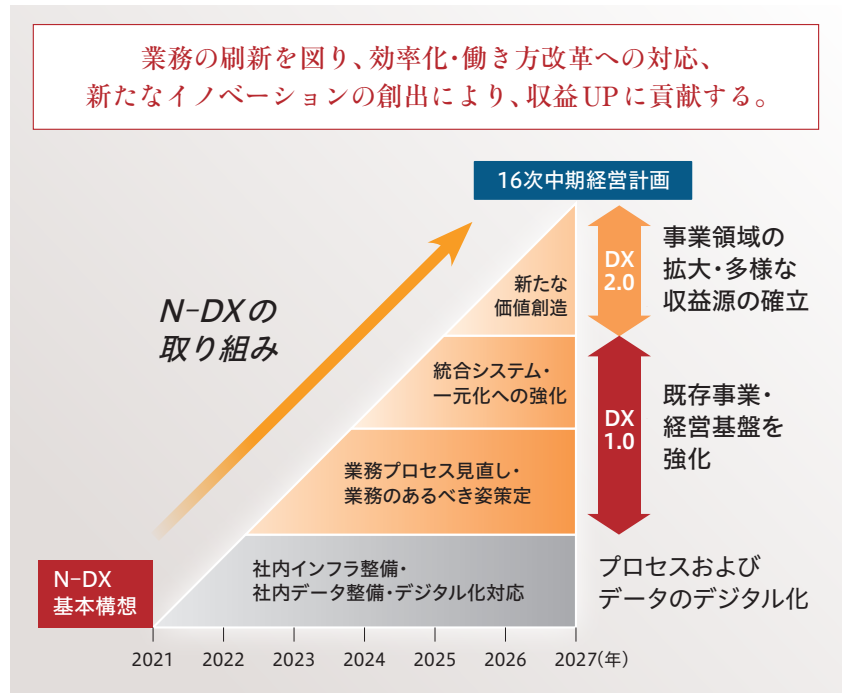 業務の刷新を図り、効率化・働き方改革への対応、
新たなイノベーションの創出により、収益UPに貢献する。
16次中期経営計画
N-DXの
取り組み
新たな
価値創造
DX
2.0
事業領域の
拡大・多様な
収益源の確立
統合システム・
一元化への強化
業務プロセス見直し・
業務のあるべき姿策定
DX
1.0
既存事業・
経営基盤を
強化
N-DX
基本構想
社内インフラ整備・
社内データ整備・デジタル化対応
プロセスおよび
データのデジタル化
2021 2022 2023 2024 2025 2026 2027(年)